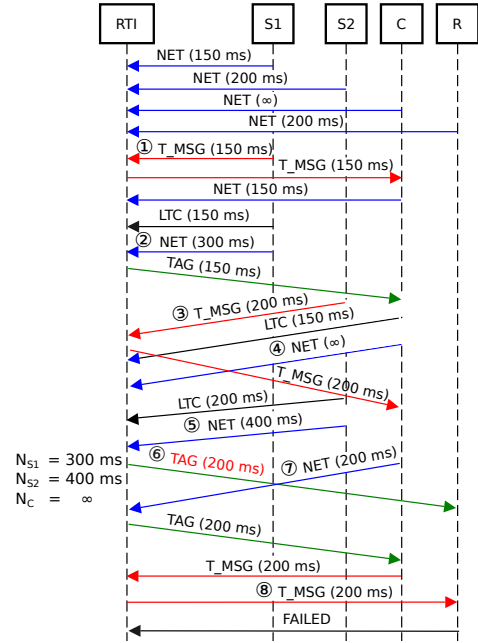 RTI S1 S2 C R
NET (150 ms)
NET (200 ms)
NET (∞)
NET (200 ms)
① T_MSG (150 ms)
T_MSG (150 ms)
NET (150 ms)
LTC (150 ms)
② NET (300 ms)
TAG (150 ms)
③ T_MSG (200 ms)
LTC (150 ms)
④ NET (∞)
T_MSG (200 ms)
LTC (200 ms)
⑤ NET (400 ms)
⑥ TAG (200 ms)
⑦ NET (200 ms)
N_S1 = 300 ms
N_S2 = 400 ms
N_C = ∞
TAG (200 ms)
T_MSG (200 ms)
⑧ T_MSG (200 ms)
FAILED